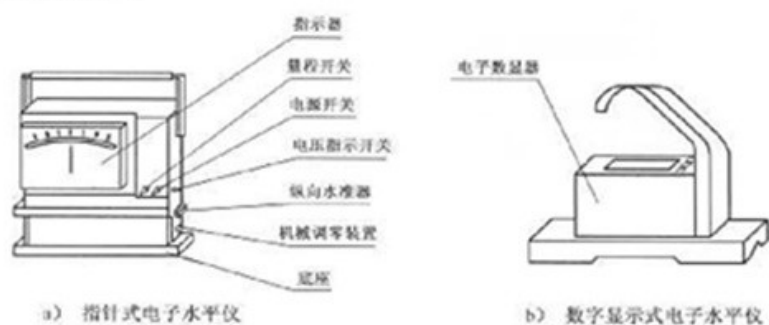 指示器
量程开关
电源开关
电压指示开关
纵向水准器
机械调零装置
底座
a) 指针式电子水平仪
电子数显器
b) 数字显示式电子水平仪